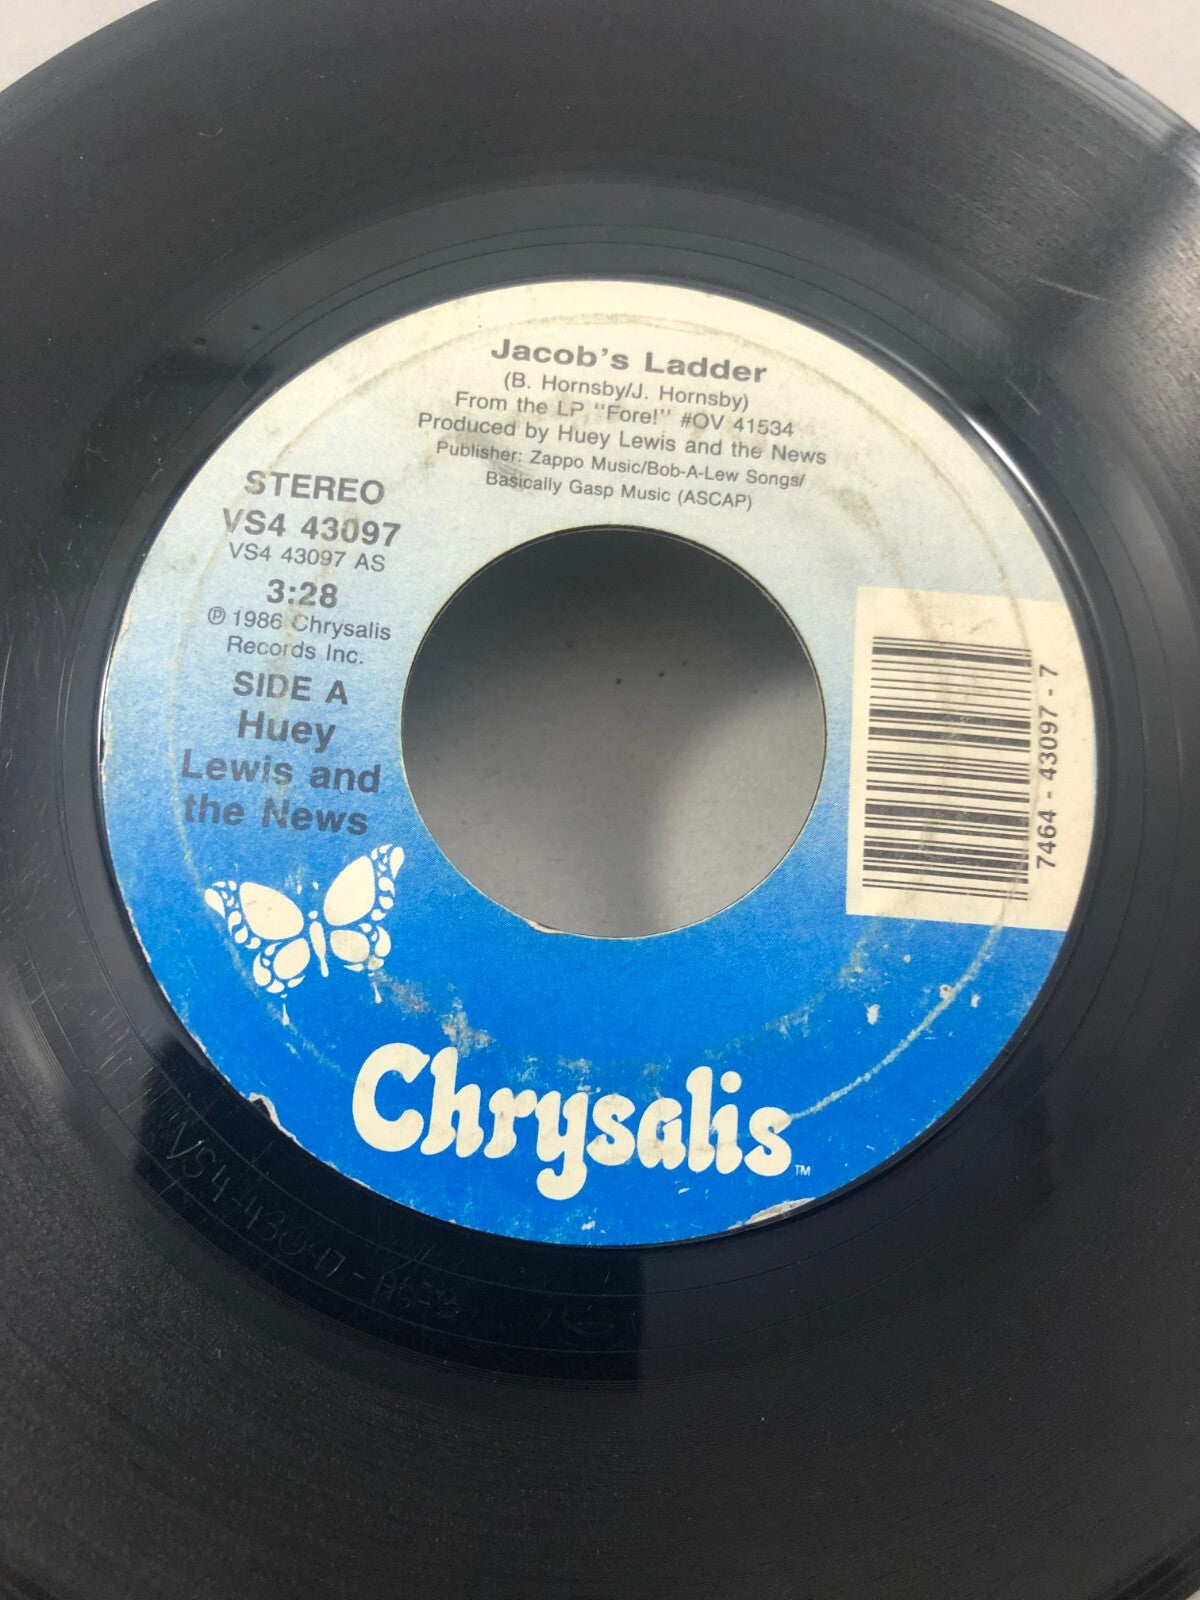 Jacob's Ladder
(B. Hornsby/J. Hornsby)
From the LP "Fore!" #OV 41534
Produced by Huey Lewis and the News
Publisher: Zappo Music/Bob-A-Lew Songs/
Basically Gasp Music (ASCAP)
STEREO
VS4 43097
VS4 43097 AS
3:28
℗ 1986 Chrysalis
Records Inc.
SIDE A
Huey
Lewis and
the News
7464 - 43097 - 7
Chrysalis™